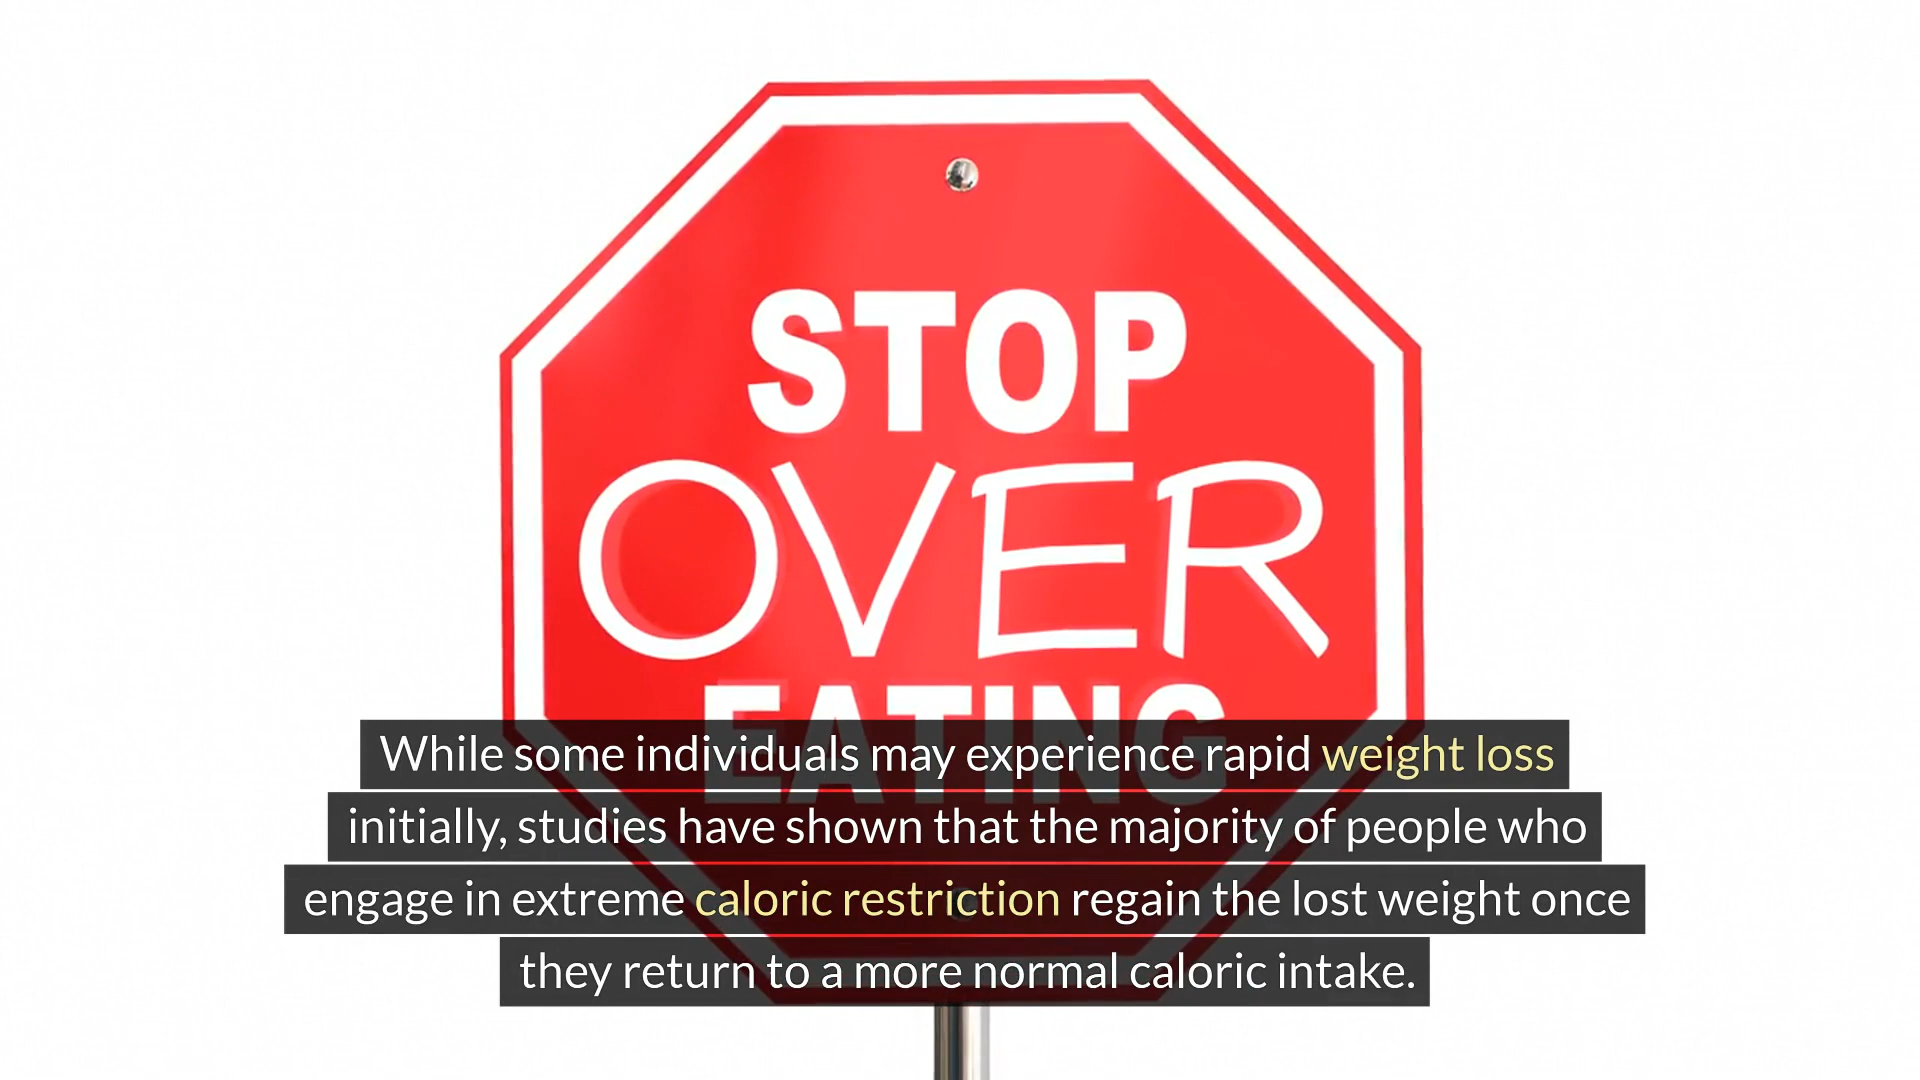 STOP
OVER
EATING
While some individuals may experience rapid weight loss
initially, studies have shown that the majority of people who
engage in extreme caloric restriction regain the lost weight once
they return to a more normal caloric intake.